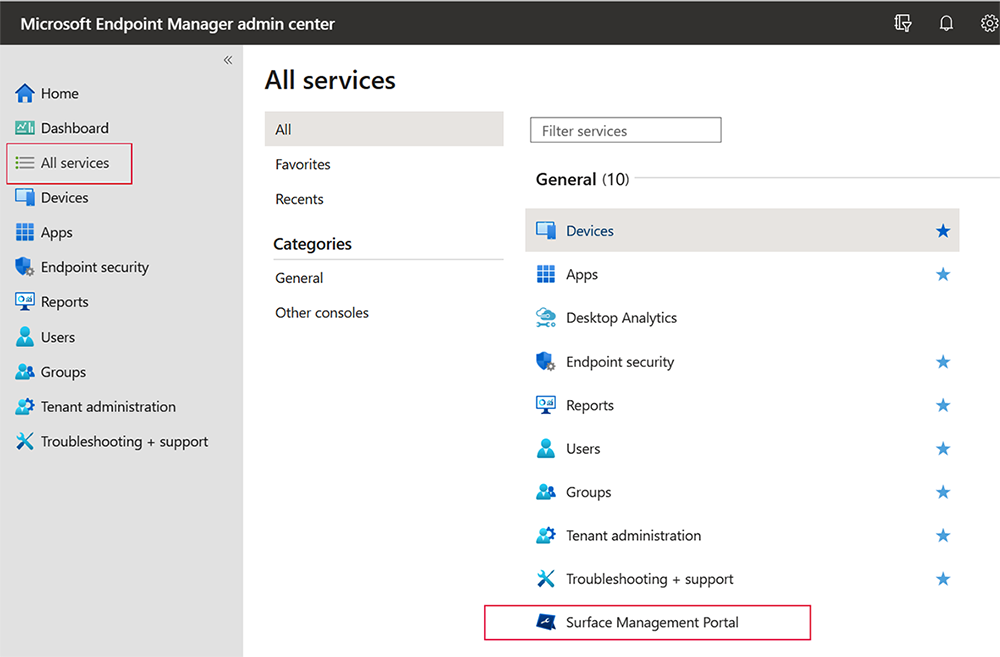 Microsoft Endpoint Manager admin center
«
Home
Dashboard
All services
Devices
Apps
Endpoint security
Reports
Users
Groups
Tenant administration
Troubleshooting + support
All services
All
Favorites
Recents
Categories
General
Other consoles
Filter services
General (10)
Devices
Apps
Desktop Analytics
Endpoint security
Reports
Users
Groups
Tenant administration
Troubleshooting + support
Surface Management Portal